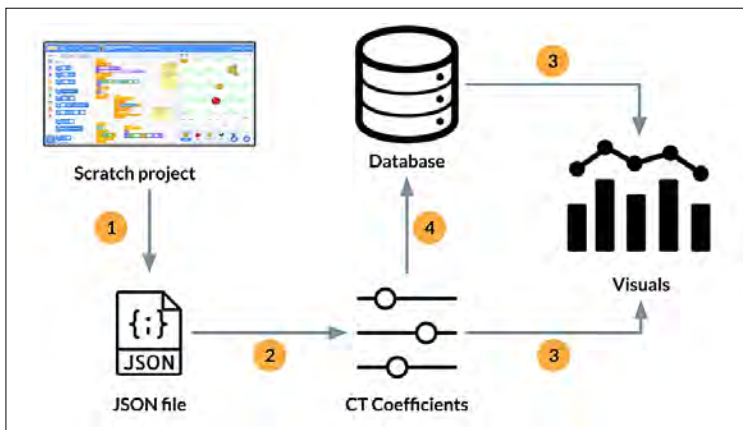 3
Database
Scratch project
1
4
Visuals
{;}
JSON
2
3
JSON file
CT Coefficients